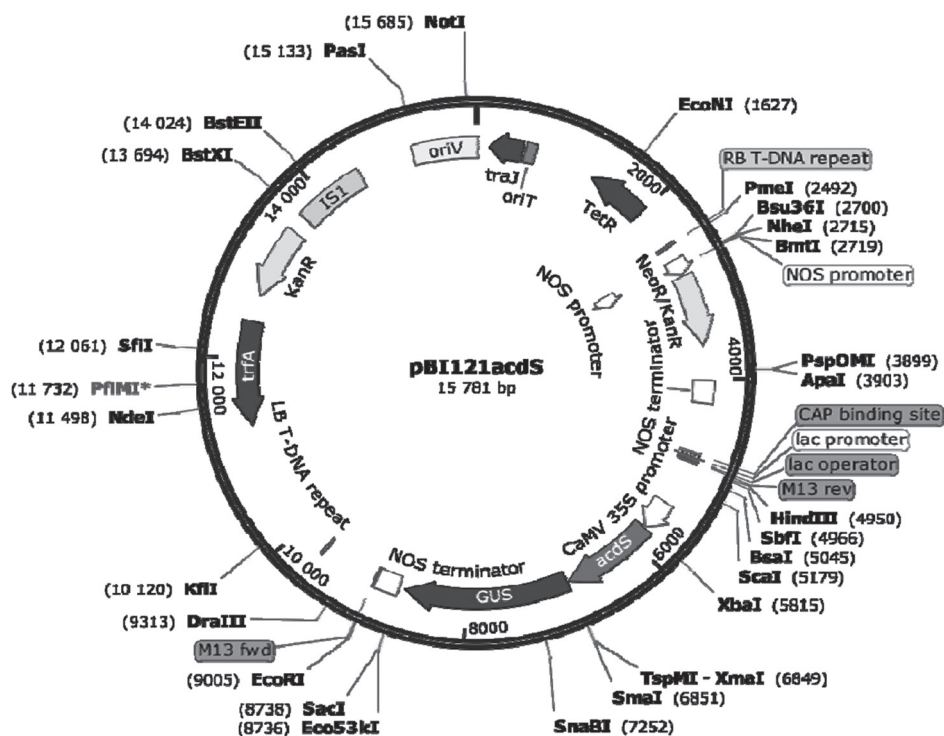 (15 685) NotI
(15 133) PasI
(14 024) BstEII
(13 694) BstXI
(12 061) SfiI
(11 732) PflMI*
(11 498) NdeI
(10 120) KflI
(9313) DraIII
M13 fwd
(9005) EcoRI
(8738) SacI
(8736) Eco53kI
EcoNI (1627)
RB T-DNA repeat
PmeI (2492)
Bsu36I (2700)
NheI (2715)
BmtI (2719)
NOS promoter
PspOMI (3899)
ApaI (3903)
CAP binding site
lac promoter
lac operator
M13 rev
HindIII (4950)
SbfI (4966)
BsaI (5045)
ScaI (5179)
XbaI (5815)
TspMI - XmaI (6849)
SmaI (6851)
SnaBI (7252)
2000
4000
6000
8000
10 000
12 000
14 000
oriV
traJ
oriT
TetR
NeoR/KanR
NOS promoter
NOS terminator
CaMV 35S promoter
acdS
GUS
NOS terminator
LB T-DNA repeat
trfA
KanR
IS1
pBI121acdS
15 781 bp